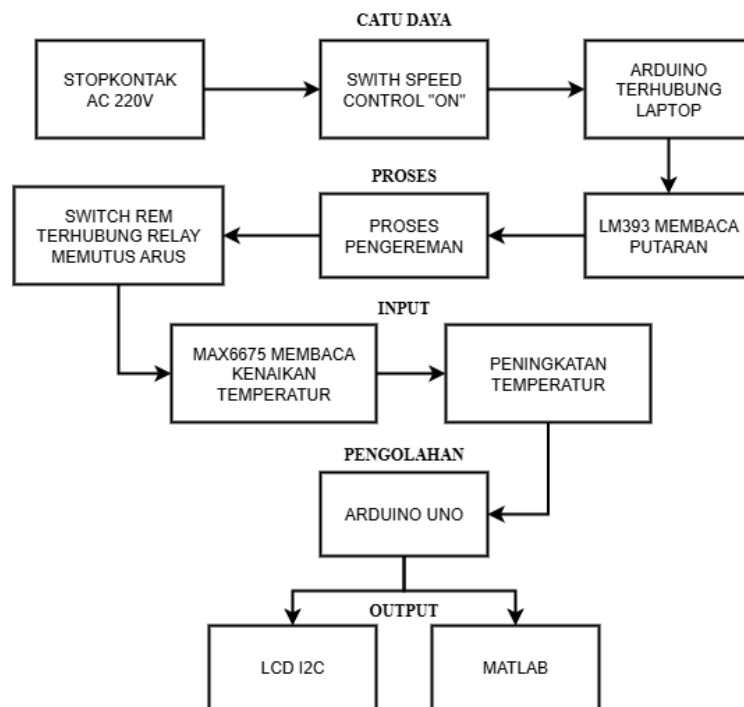 CATU DAYA
STOPKONTAK
AC 220V
SWITH SPEED
CONTROL "ON"
ARDUINO
TERHUBUNG
LAPTOP
PROSES
LM393 MEMBACA
PUTARAN
PROSES
PENGEREMAN
SWITCH REM
TERHUBUNG RELAY
MEMUTUS ARUS
INPUT
MAX6675 MEMBACA
KENAIKAN
TEMPERATUR
PENINGKATAN
TEMPERATUR
PENGOLAHAN
ARDUINO UNO
OUTPUT
LCD I2C
MATLAB